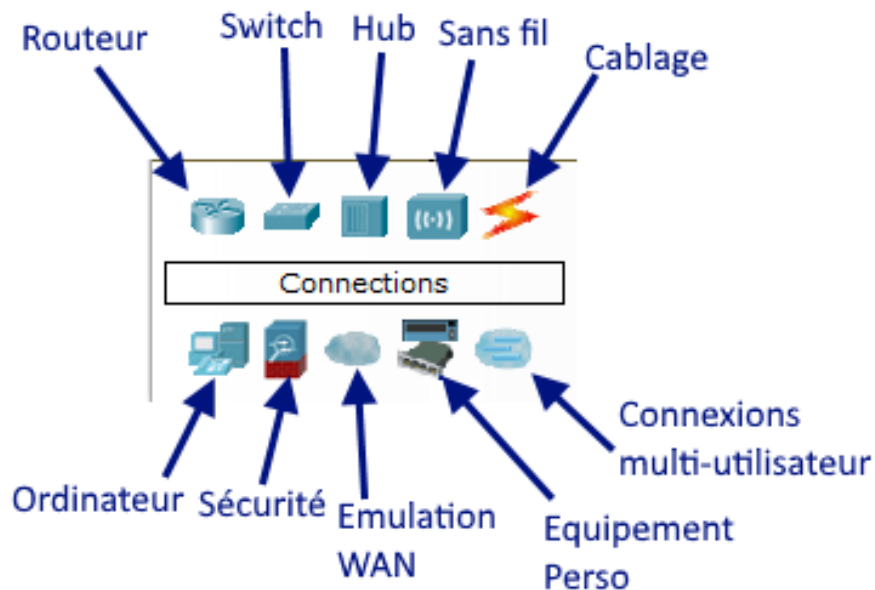 Routeur
Switch
Hub
Sans fil
Cablage
Connections
Ordinateur
Sécurité
Emulation
WAN
Equipement
Perso
Connexions
multi-utilisateur